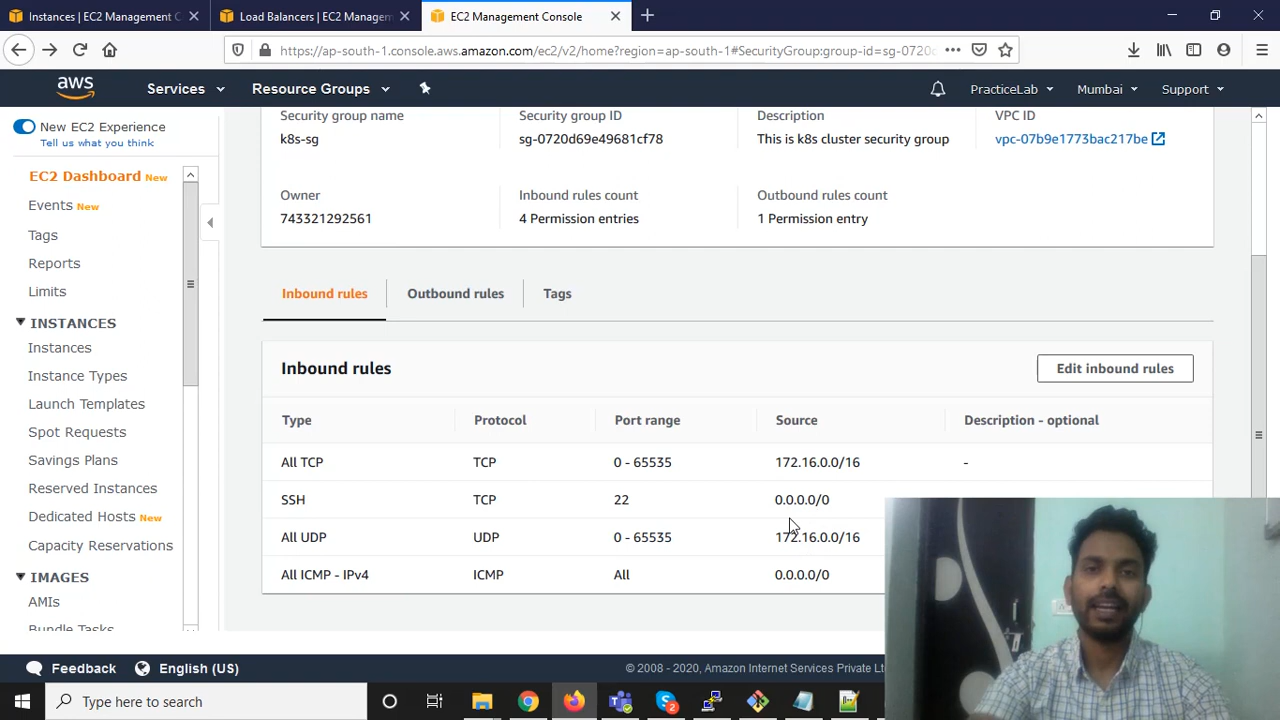 Instances | EC2 Management C
Load Balancers | EC2 Managem
EC2 Management Console
https://ap-south-1.console.aws.amazon.com/ec2/v2/home?region=ap-south-1#SecurityGroup:group-id=sg-0720c
aws
Services
Resource Groups
PracticeLab
Mumbai
Support
New EC2 Experience
Tell us what you think
EC2 Dashboard New
Events New
Tags
Reports
Limits
INSTANCES
Instances
Instance Types
Launch Templates
Spot Requests
Savings Plans
Reserved Instances
Dedicated Hosts New
Capacity Reservations
IMAGES
AMIs
Bundle Tasks
Security group name
Security group ID
Description
VPC ID
k8s-sg
sg-0720d69e49681cf78
This is k8s cluster security group
vpc-07b9e1773bac217be
Owner
Inbound rules count
Outbound rules count
743321292561
4 Permission entries
1 Permission entry
Inbound rules
Outbound rules
Tags
Inbound rules
Edit inbound rules
Type
Protocol
Port range
Source
Description - optional
All TCP
TCP
0 - 65535
172.16.0.0/16
-
SSH
TCP
22
0.0.0.0/0
All UDP
UDP
0 - 65535
172.16.0.0/16
All ICMP - IPv4
ICMP
All
0.0.0.0/0
Feedback
English (US)
© 2008 - 2020, Amazon Internet Services Private Lt
Type here to search
2